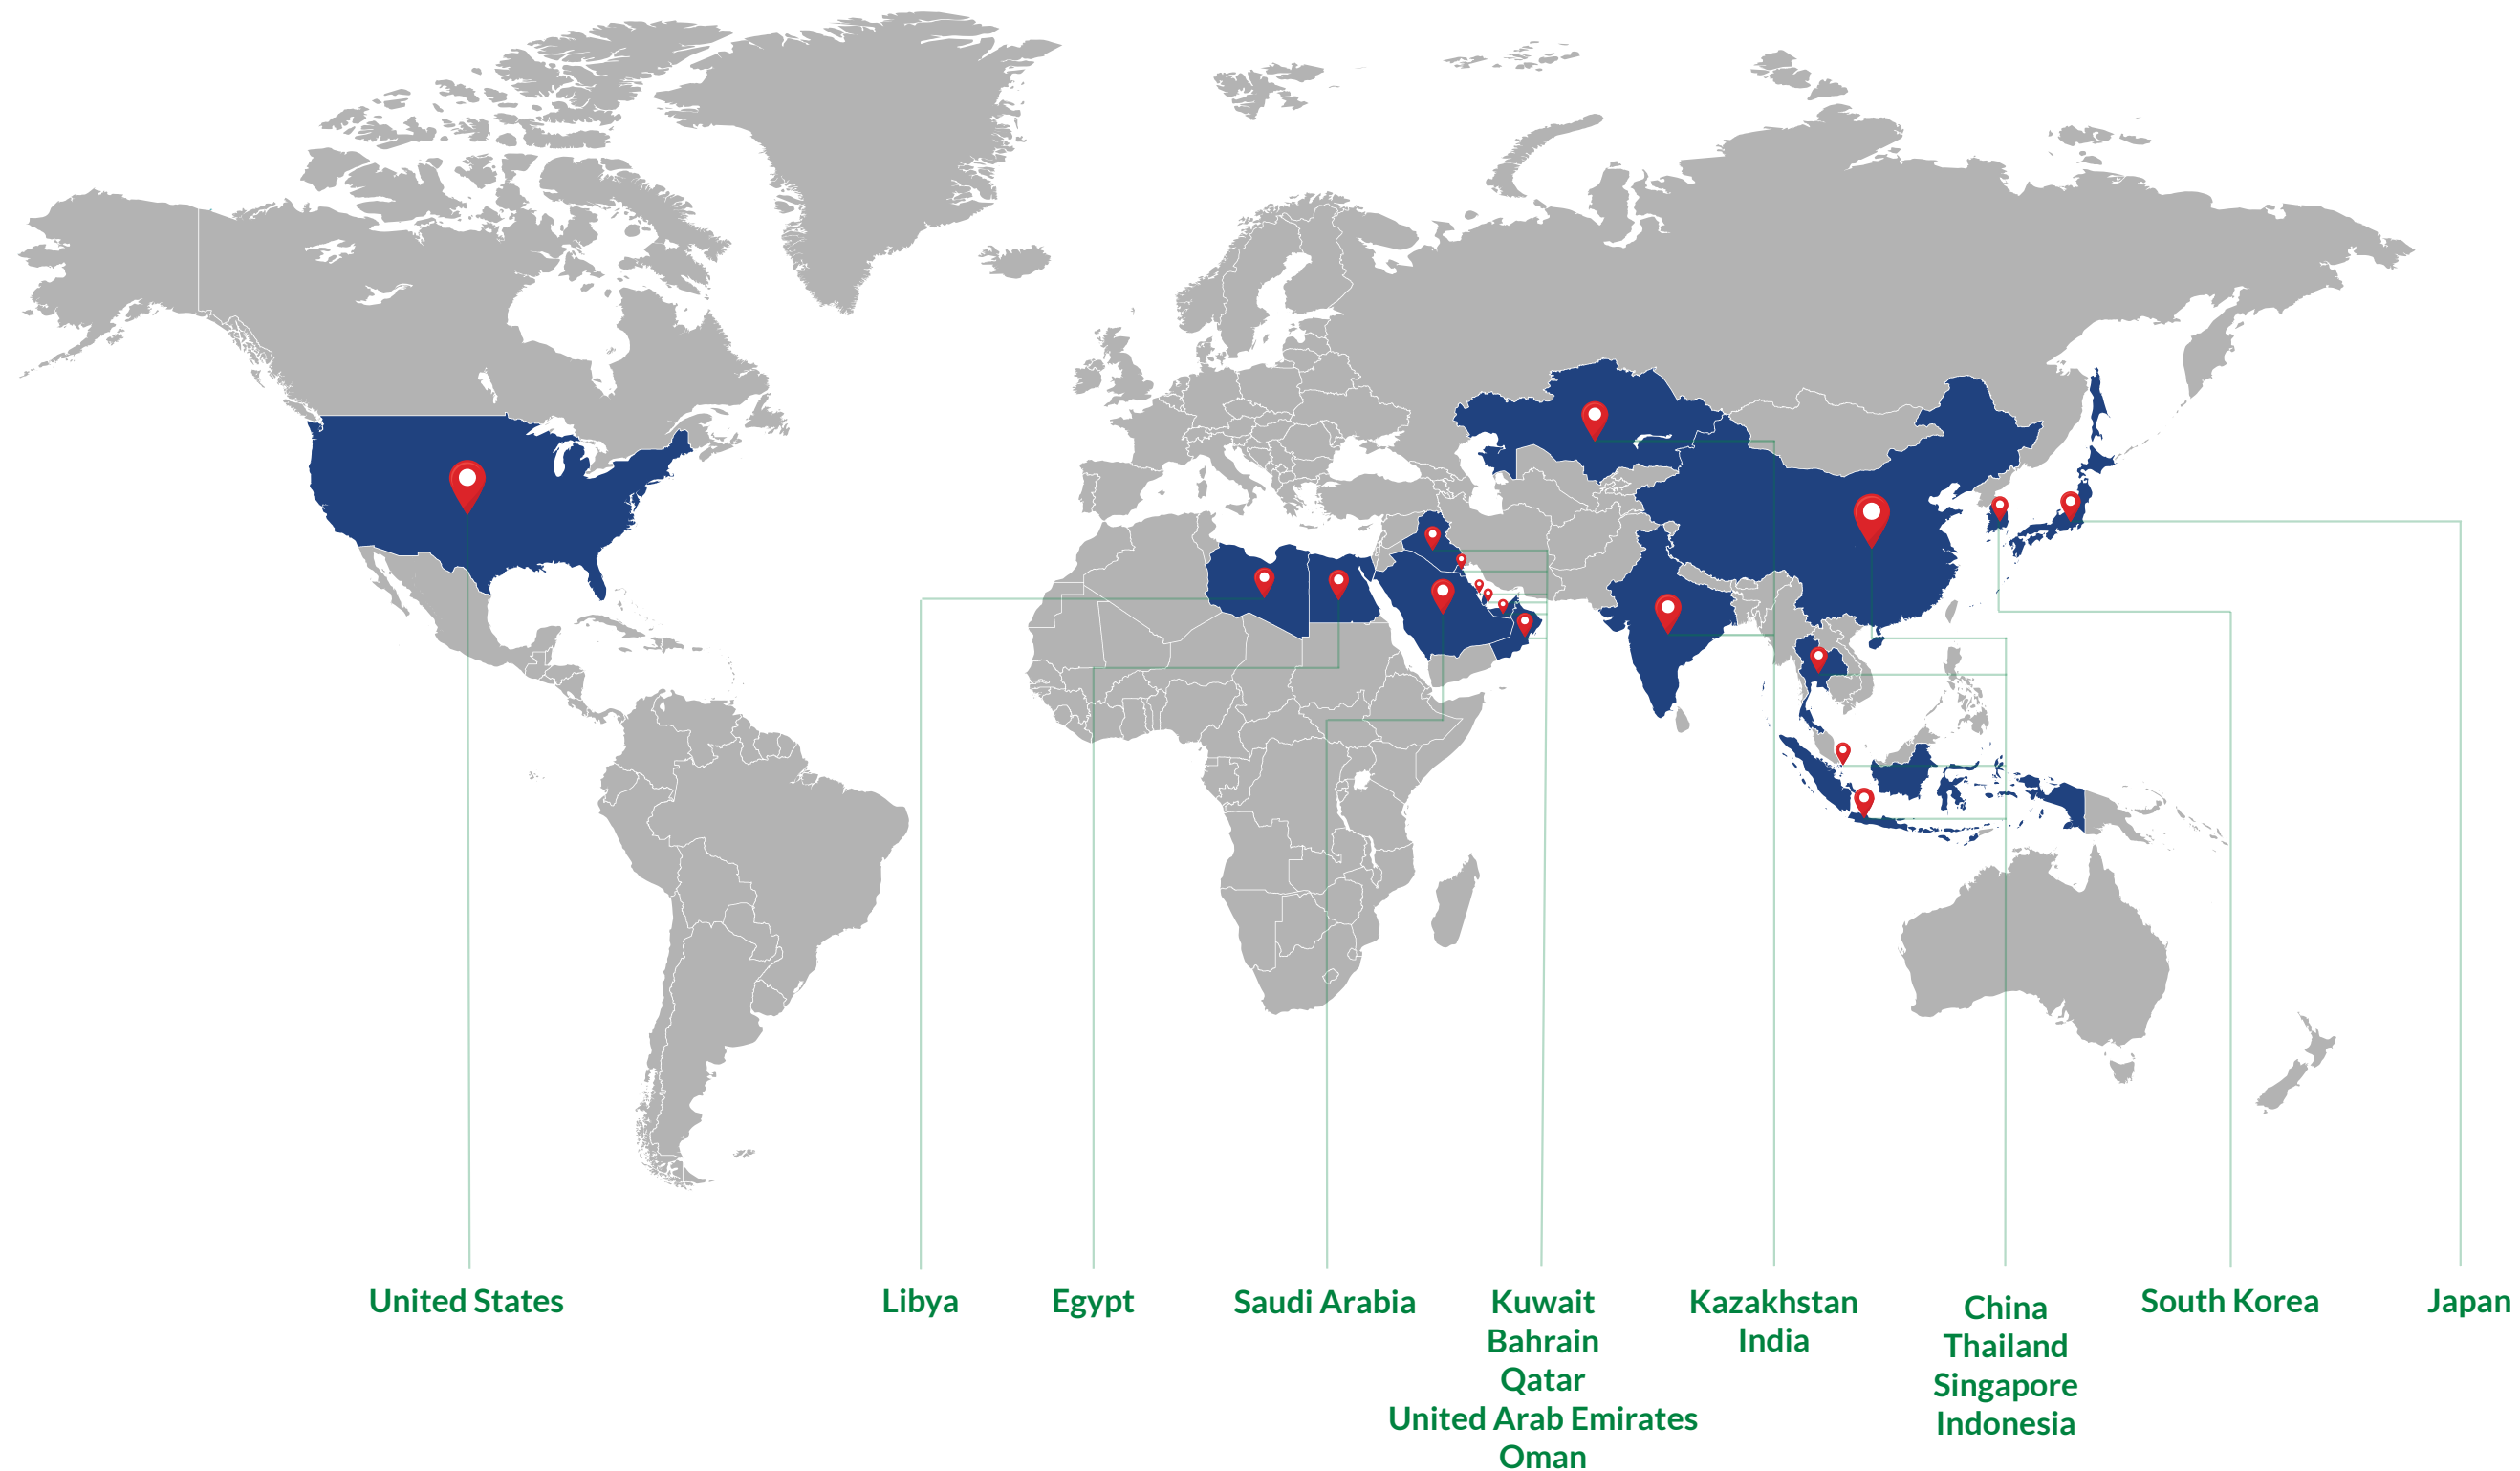 United States
Libya
Egypt
Saudi Arabia
Kuwait
Bahrain
Qatar
United Arab Emirates
Oman
Kazakhstan
India
China
Thailand
Singapore
Indonesia
South Korea
Japan